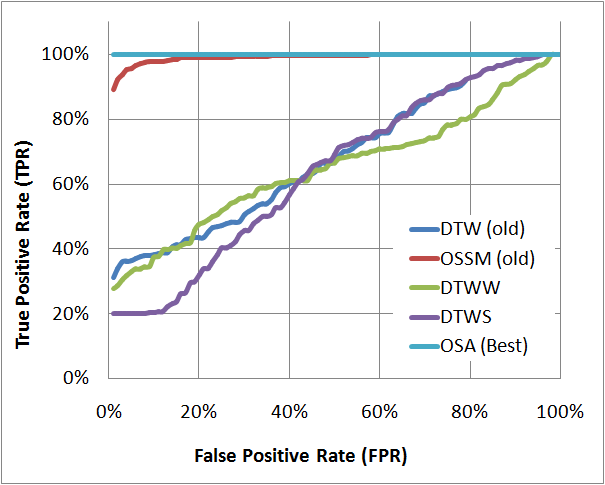 100%
80%
60%
40%
20%
0%
True Positive Rate (TPR)
DTW (old)
OSSM (old)
DTWW
DTWS
OSA (Best)
0% 20% 40% 60% 80% 100%
False Positive Rate (FPR)